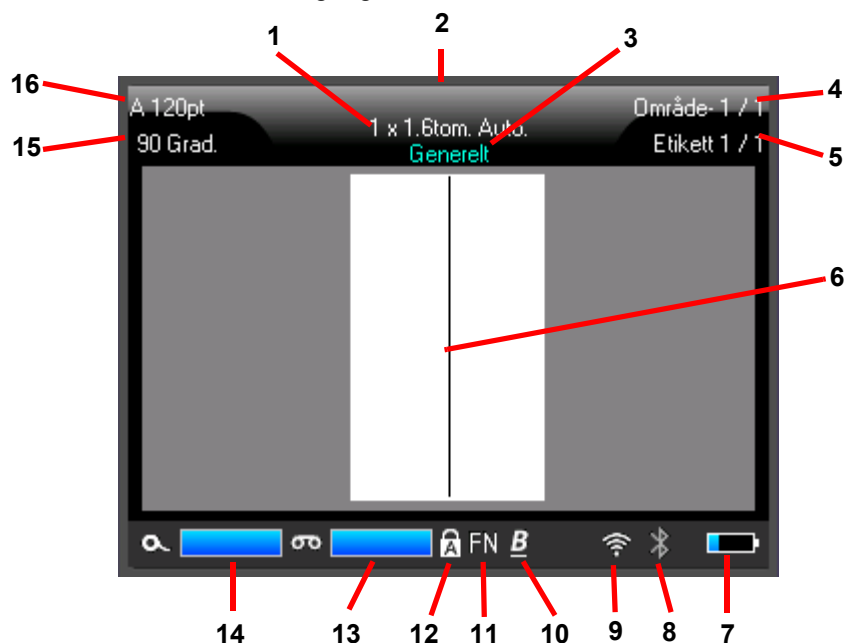 1
2
3
16
4
A 120pt
Område- 1 / 1
1 x 1.6tom. Auto.
15
90 Grad.
Generelt
Etikett 1 / 1
5
6
A FN B
14
13
12
11
10
9
8
7